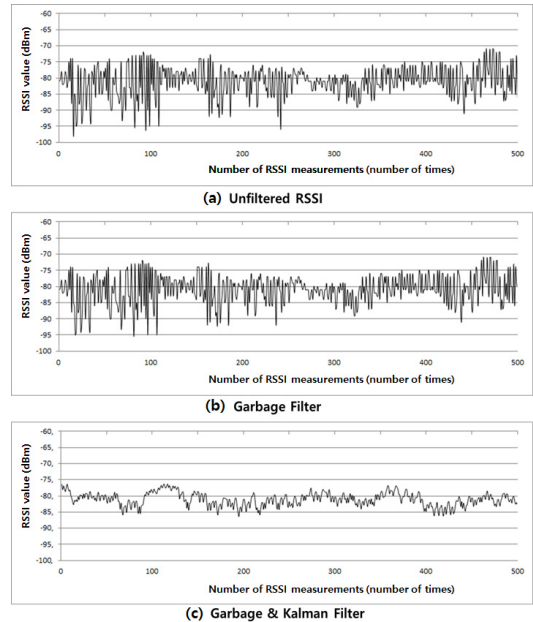 (a)
RSSI value (dBm)
-60
-65
-70
-75
-80
-85
-90
-95
-100
0 100 200 300 400 500
Number of RSSI measurements (number of times)
(a) Unfiltered RSSI
RSSI value (dBm)
-60
-65
-70
-75
-80
-85
-90
-95
-100
0 100 200 300 400 500
Number of RSSI measurements (number of times)
(b) Garbage Filter
RSSI value (dBm)
-60,
-65,
-70,
-75,
-80,
-85,
-90,
-95,
-100,
0 100 200 300 400 500
Number of RSSI measurements (number of times)
(c) Garbage & Kalman Filter